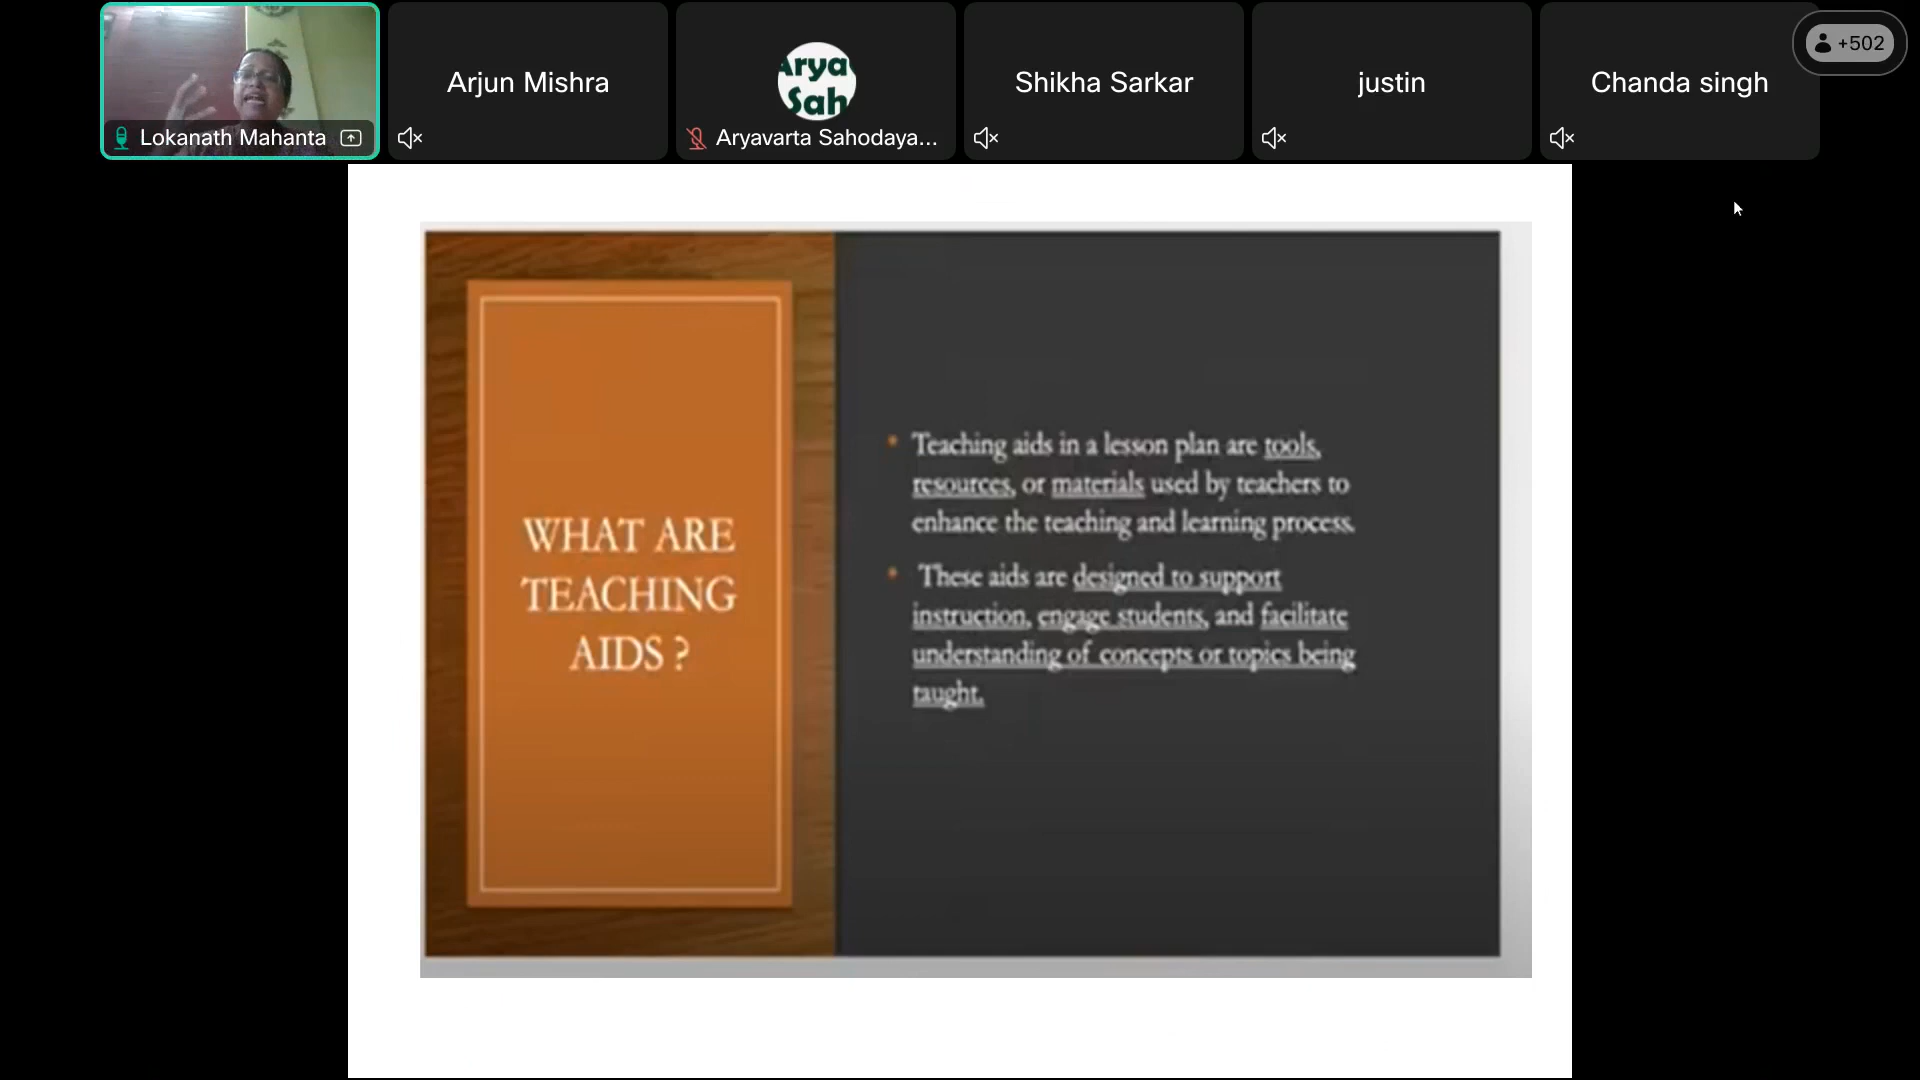 Lokanath Mahanta
Arjun Mishra
Arya
Sah
Aryavarta Sahodaya...
Shikha Sarkar
justin
Chanda singh
+502
WHAT ARE
TEACHING
AIDS ?
• Teaching aids in a lesson plan are tools,
resources, or materials used by teachers to
enhance the teaching and learning process.
• These aids are designed to support
instruction, engage students, and facilitate
understanding of concepts or topics being
taught.